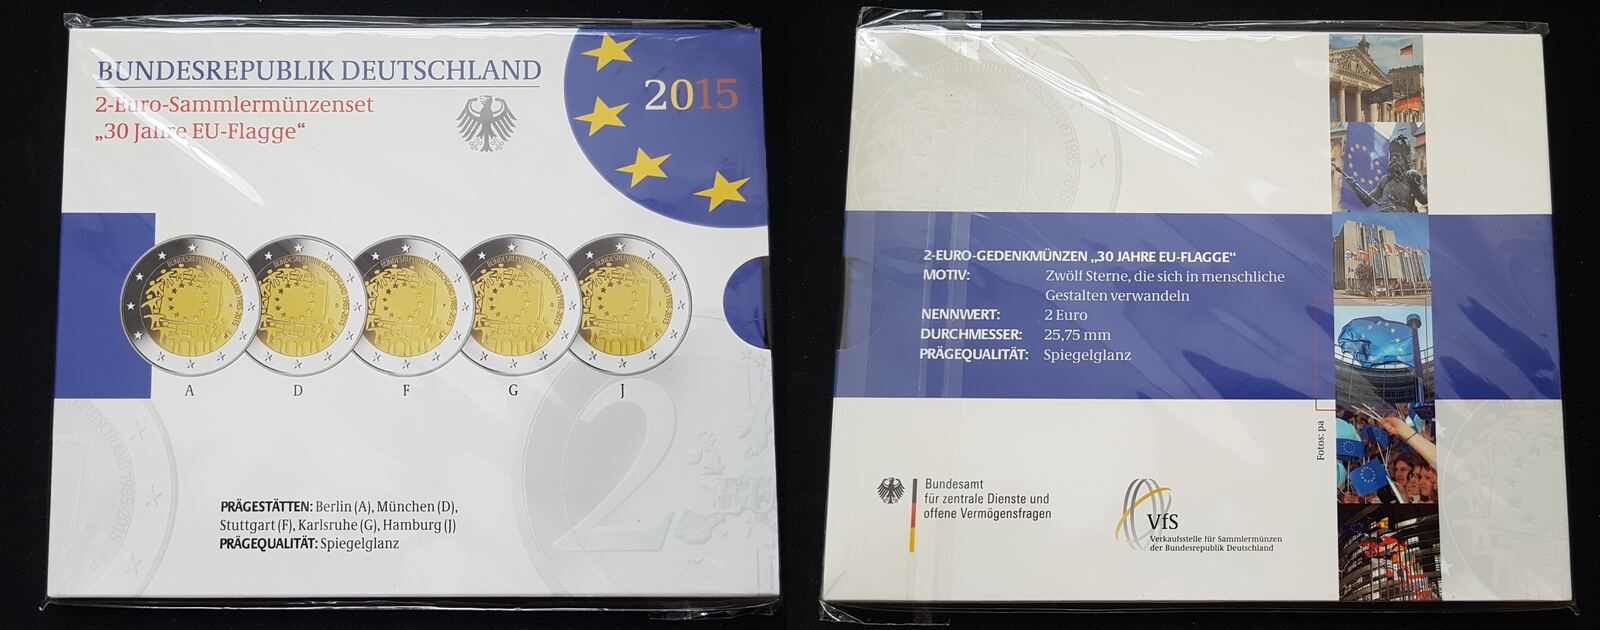 BUNDESREPUBLIK DEUTSCHLAND
2-Euro-Sammlermünzenset
„30 Jahre EU-Flagge“
2015
A D F G J
PRÄGESTÄTTEN: Berlin (A), München (D),
Stuttgart (F), Karlsruhe (G), Hamburg (J)
PRÄGEQUALITÄT: Spiegelglanz
2-EURO-GEDENKMÜNZEN „30 JAHRE EU-FLAGGE“
MOTIV: Zwölf Sterne, die sich in menschliche
Gestalten verwandeln
NENNWERT: 2 Euro
DURCHMESSER: 25,75 mm
PRÄGEQUALITÄT: Spiegelglanz
Fotos: pa
Bundesamt
für zentrale Dienste und
offene Vermögensfragen
VfS
Verkaufsstelle für Sammlermünzen
der Bundesrepublik Deutschland